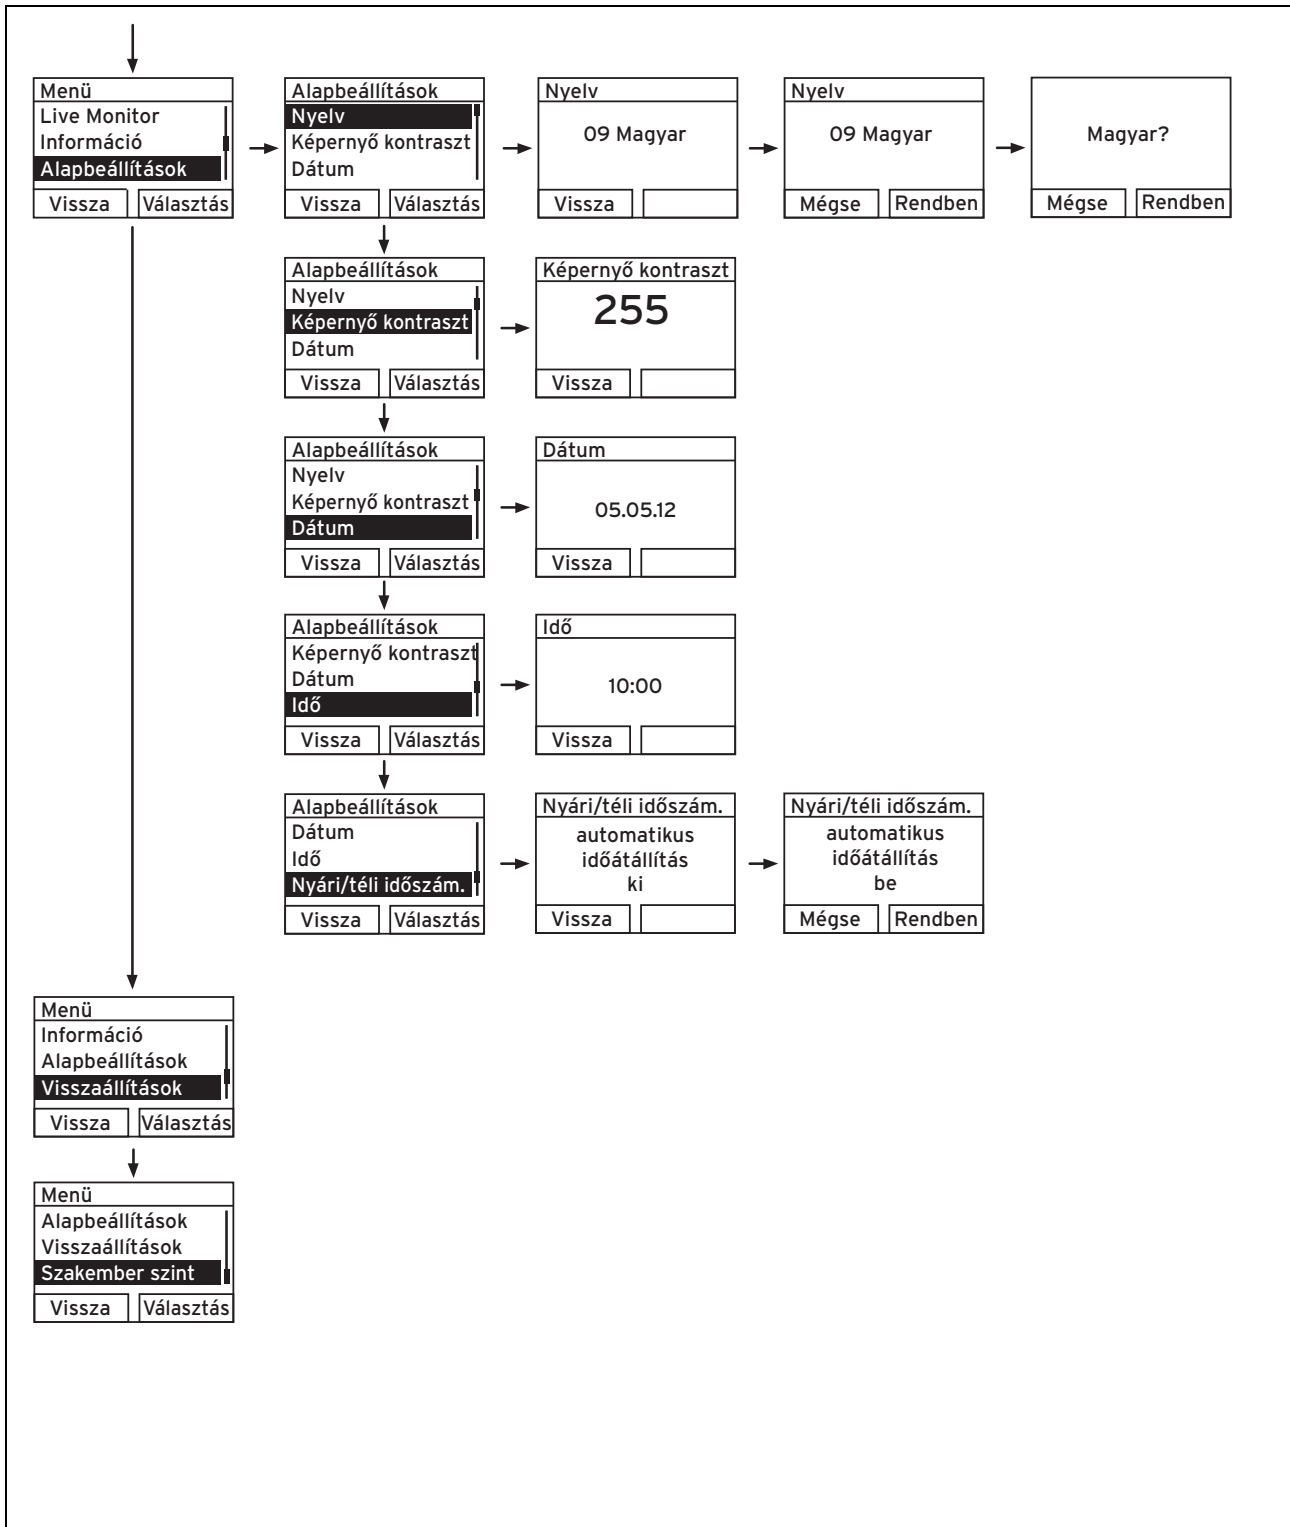 Menü
Live Monitor
Információ
Alapbeállítások
Vissza Választás
Alapbeállítások
Nyelv
Képernyő kontraszt
Dátum
Vissza Választás
Nyelv
09 Magyar
Vissza
Nyelv
09 Magyar
Mégse Rendben
Magyar?
Mégse Rendben
Alapbeállítások
Nyelv
Képernyő kontraszt
Dátum
Vissza Választás
Képernyő kontraszt
255
Vissza
Alapbeállítások
Nyelv
Képernyő kontraszt
Dátum
Vissza Választás
Dátum
05.05.12
Vissza
Alapbeállítások
Képernyő kontraszt
Dátum
Idő
Vissza Választás
Idő
10:00
Vissza
Alapbeállítások
Dátum
Idő
Nyári/téli időszám.
Vissza Választás
Nyári/téli időszám.
automatikus
időátállítás
ki
Vissza
Nyári/téli időszám.
automatikus
időátállítás
be
Mégse Rendben
Menü
Információ
Alapbeállítások
Visszaállítások
Vissza Választás
Menü
Alapbeállítások
Visszaállítások
Szakember szint
Vissza Választás